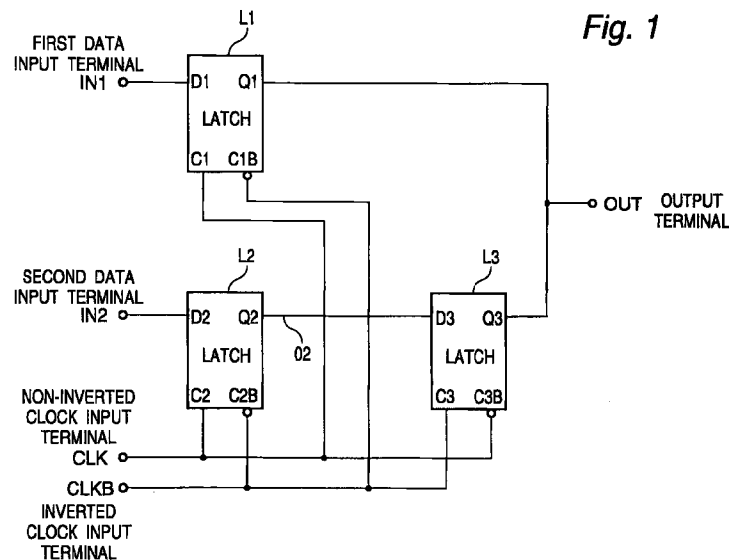 Fig. 1
L1
FIRST DATA
INPUT TERMINAL
IN1
D1 Q1
LATCH
C1 C1B
OUT OUTPUT
TERMINAL
L2
L3
SECOND DATA
INPUT TERMINAL
IN2
D2 Q2
02
D3 Q3
LATCH
LATCH
C2 C2B
C3 C3B
NON-INVERTED
CLOCK INPUT
TERMINAL
CLK
CLKB
INVERTED
CLOCK INPUT
TERMINAL